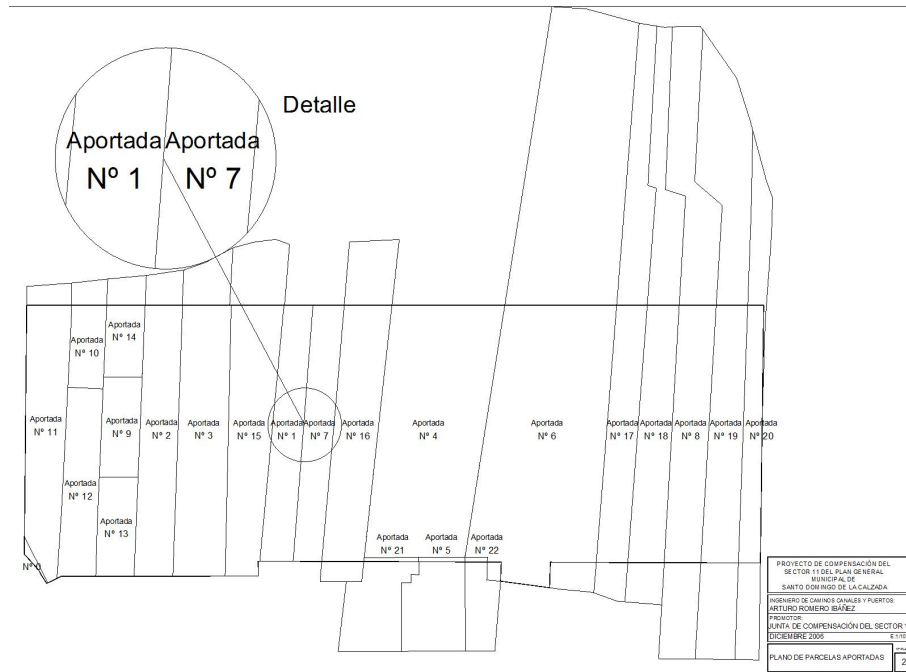 Detalle
Aportada Aportada
Nº 1 Nº 7
Aportada
Nº 14
Aportada
Nº 10
Aportada
Nº 11
Aportada
Nº 9
Aportada
Nº 2
Aportada
Nº 3
Aportada
Nº 15
Aportada
Nº 1
Aportada
Nº 7
Aportada
Nº 16
Aportada
Nº 4
Aportada
Nº 6
Aportada
Nº 17
Aportada
Nº 18
Aportada
Nº 8
Aportada
Nº 19
Aportada
Nº 20
Aportada
Nº 12
Aportada
Nº 13
Aportada
Nº 21
Aportada
Nº 5
Aportada
Nº 22
Nº 0
PROYECTO DE COMPENSACIÓN DEL
SECTOR 11 DEL PLAN GENERAL
MUNICIPAL DE
SANTO DOMINGO DE LA CALZADA
INGENIERO DE CAMINOS CANALES Y PUERTOS:
ARTURO ROMERO IBÁÑEZ
PROMOTOR:
JUNTA DE COMPENSACIÓN DEL SECTOR
DICIEMBRE 2006
PLANO DE PARCELAS APORTADAS
2